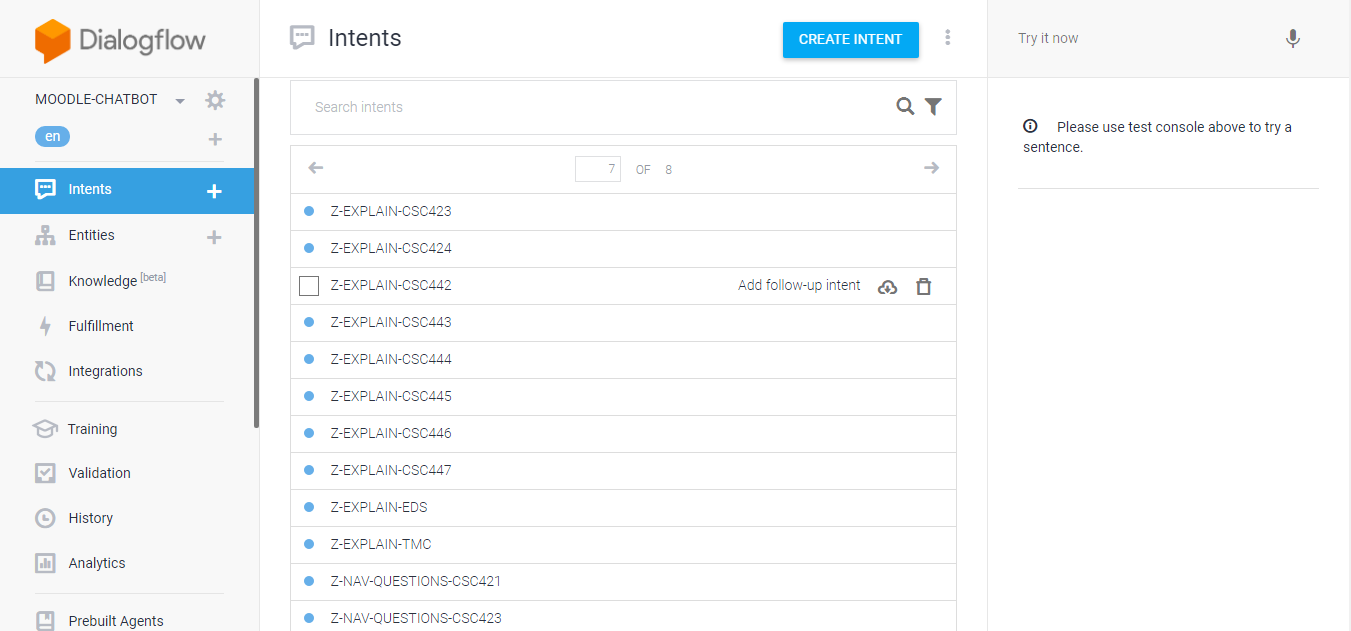 Dialogflow
MOODLE-CHATBOT
en
Intents
Entities
Knowledge [beta]
Fulfillment
Integrations
Training
Validation
History
Analytics
Prebuilt Agents
Intents
CREATE INTENT
Search intents
7 OF 8
Z-EXPLAIN-CSC423
Z-EXPLAIN-CSC424
Z-EXPLAIN-CSC442 Add follow-up intent
Z-EXPLAIN-CSC443
Z-EXPLAIN-CSC444
Z-EXPLAIN-CSC445
Z-EXPLAIN-CSC446
Z-EXPLAIN-CSC447
Z-EXPLAIN-EDS
Z-EXPLAIN-TMC
Z-NAV-QUESTIONS-CSC421
Z-NAV-QUESTIONS-CSC423
Try it now
Please use test console above to try a
sentence.